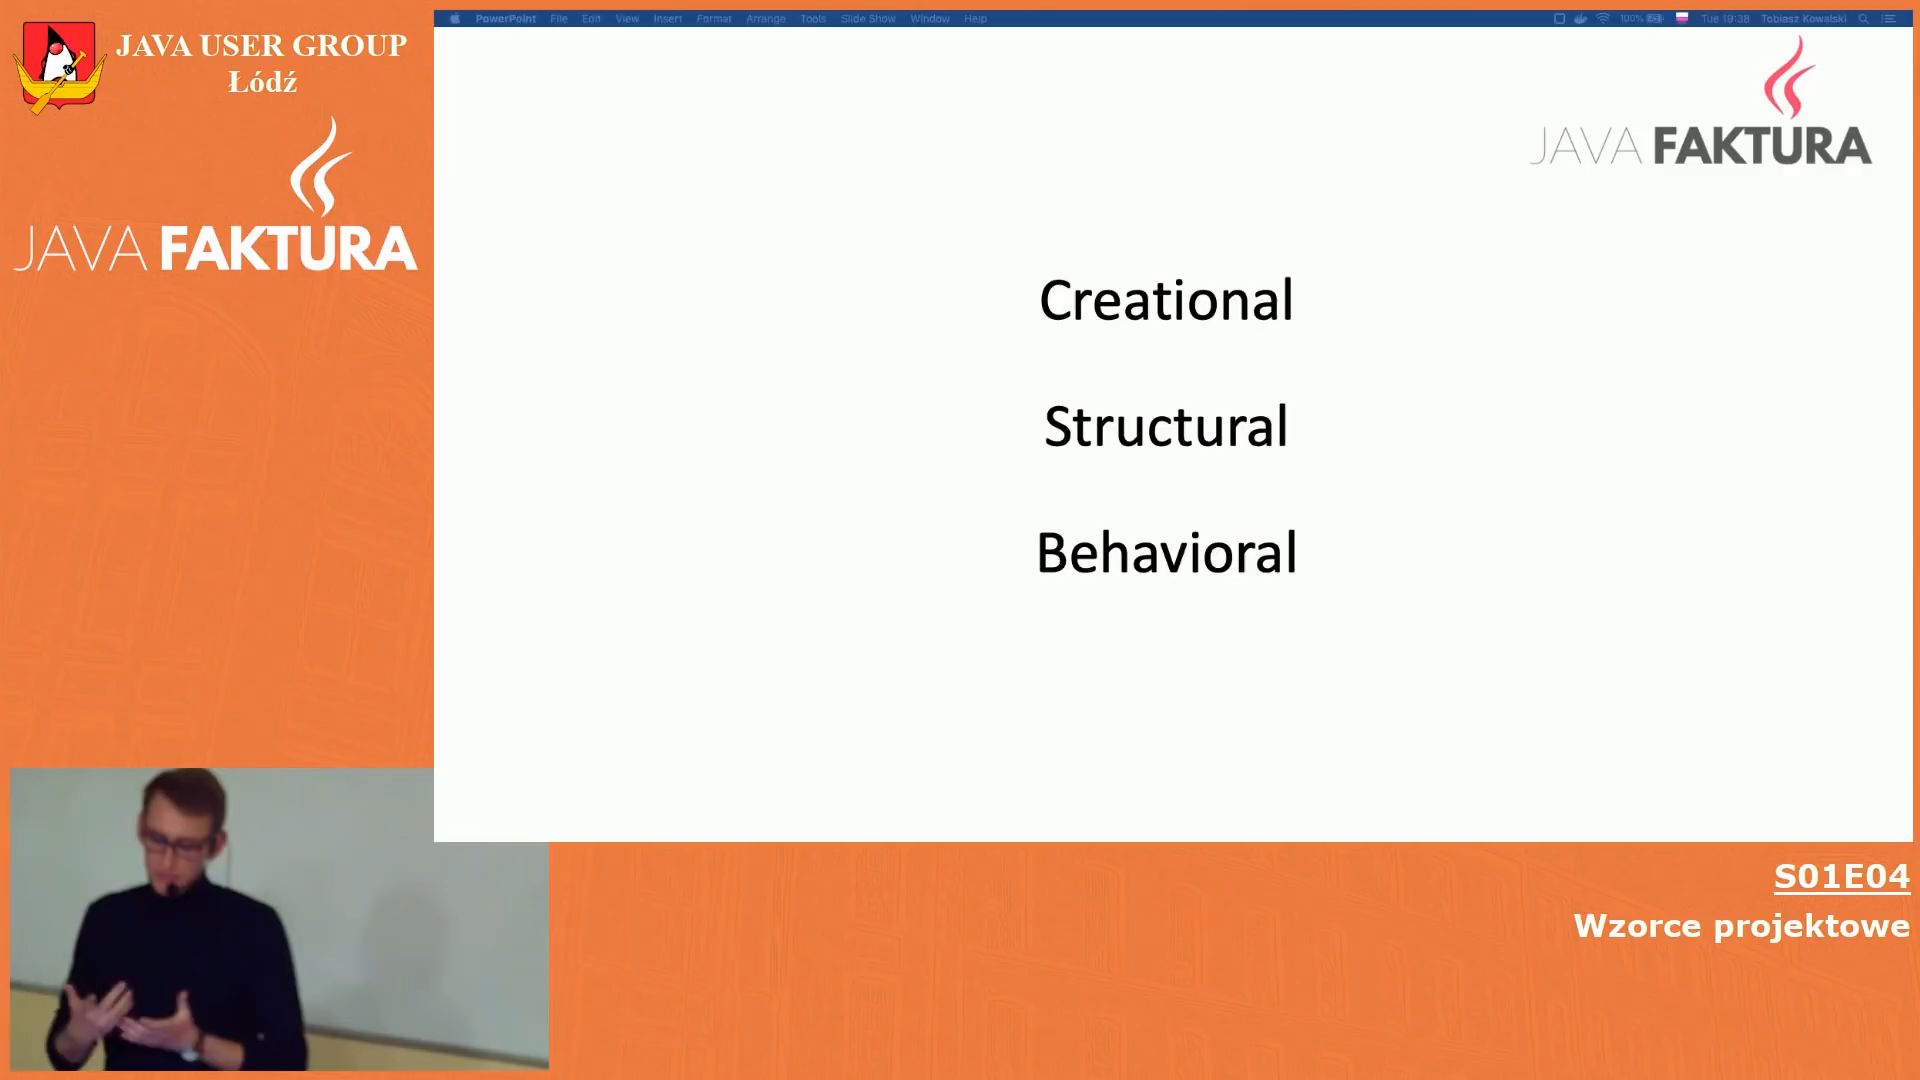 JAVA USER GROUP
Łódź
JAVA FAKTURA
PowerPoint File Edit View Insert Format Arrange Tools Slide Show Window Help
100% Tue 19:38 Tobiasz Kowalski
JAVA FAKTURA
Creational
Structural
Behavioral
S01E04
Wzorce projektowe